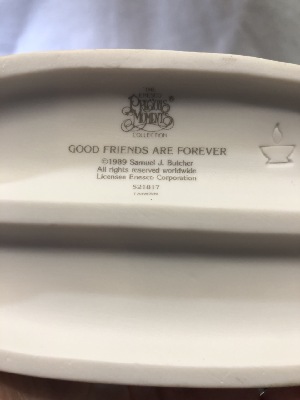 THE
ENESCO
PRECIOUS
MOMENTS
COLLECTION
GOOD FRIENDS ARE FOREVER
©1989 Samuel J. Butcher
All rights reserved worldwide
Licensee Enesco Corporation
521817